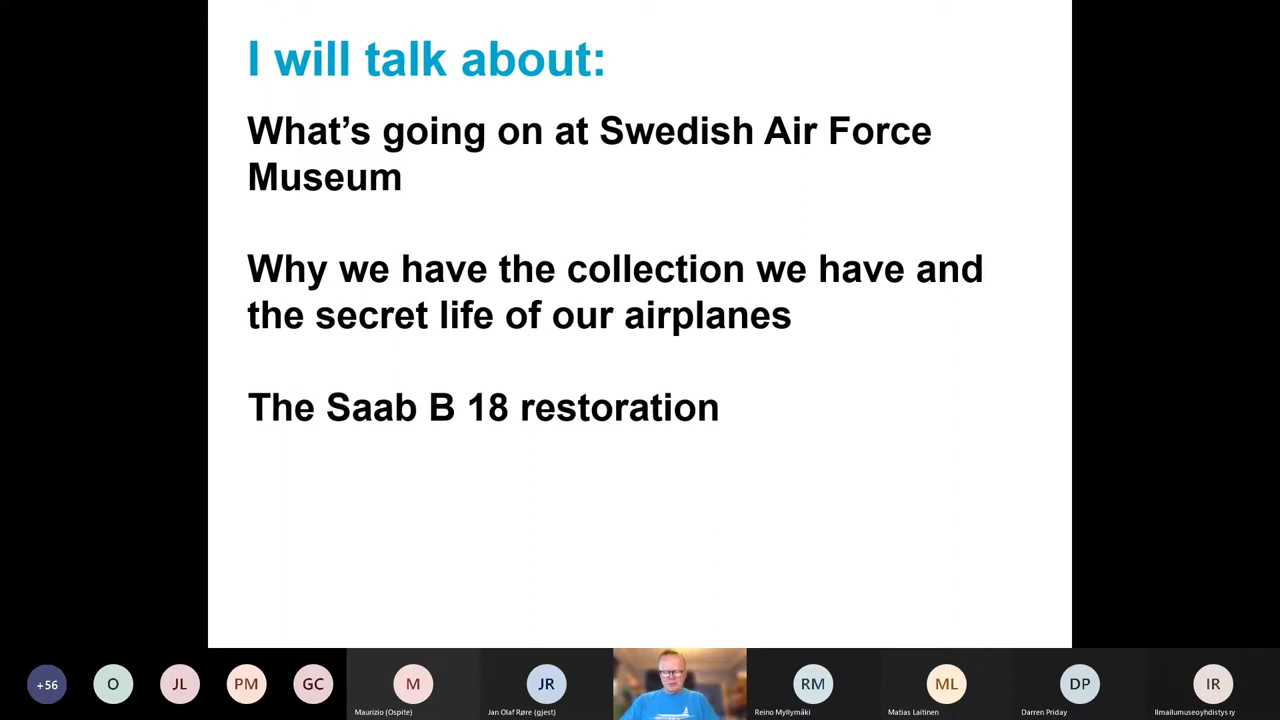 I will talk about:
What’s going on at Swedish Air Force
Museum
Why we have the collection we have and
the secret life of our airplanes
The Saab B 18 restoration
+56
O
JL
PM
GC
M
JR
RM
ML
DP
IR
Maurizio (Ospite)
Jan Olaf Røre (gjest)
Reino Myllymäki
Matias Laitinen
Darren Priday
Ilmailumuseoyhdistys ry